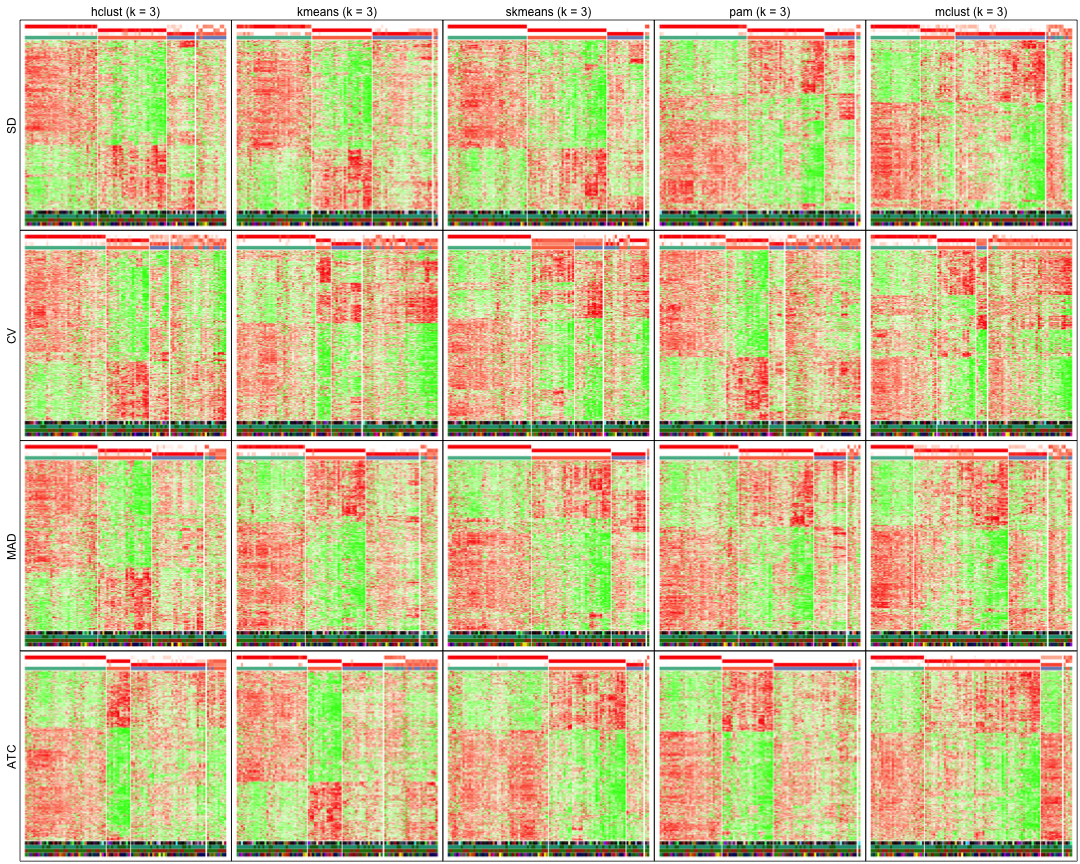 hclust (k = 3) kmeans (k = 3) skmeans (k = 3) pam (k = 3) mclust (k = 3)
SD
CV
MAD
ATC